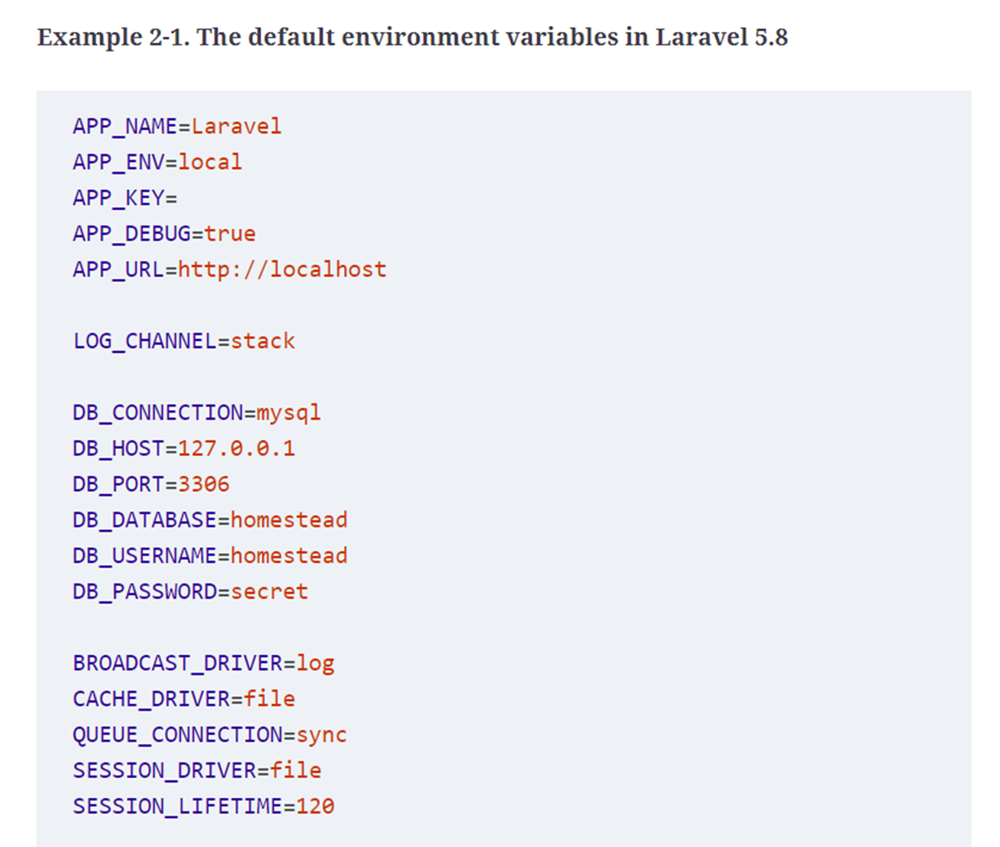 Example 2-1. The default environment variables in Laravel 5.8
APP_NAME=Laravel
APP_ENV=local
APP_KEY=
APP_DEBUG=true
APP_URL=http://localhost
LOG_CHANNEL=stack
DB_CONNECTION=mysql
DB_HOST=127.0.0.1
DB_PORT=3306
DB_DATABASE=homestead
DB_USERNAME=homestead
DB_PASSWORD=secret
BROADCAST_DRIVER=log
CACHE_DRIVER=file
QUEUE_CONNECTION=sync
SESSION_DRIVER=file
SESSION_LIFETIME=120